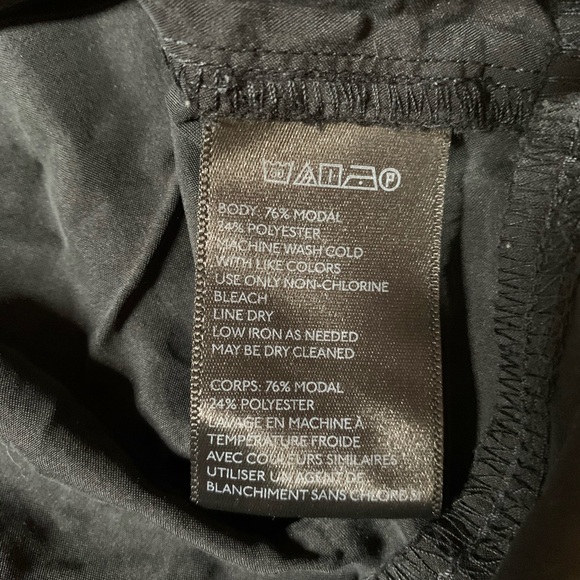 P
BODY: 76% MODAL
24% POLYESTER
MACHINE WASH COLD
WITH LIKE COLORS
USE ONLY NON-CHLORINE
BLEACH
LINE DRY
LOW IRON AS NEEDED
MAY BE DRY CLEANED
CORPS: 76% MODAL
24% POLYESTER
LAVAGE EN MACHINE À
TEMPÉRATURE FROIDE
AVEC COULEURS SIMILAIRES
UTILISER UN AGENT DE
BLANCHIMENT SANS CHLORO